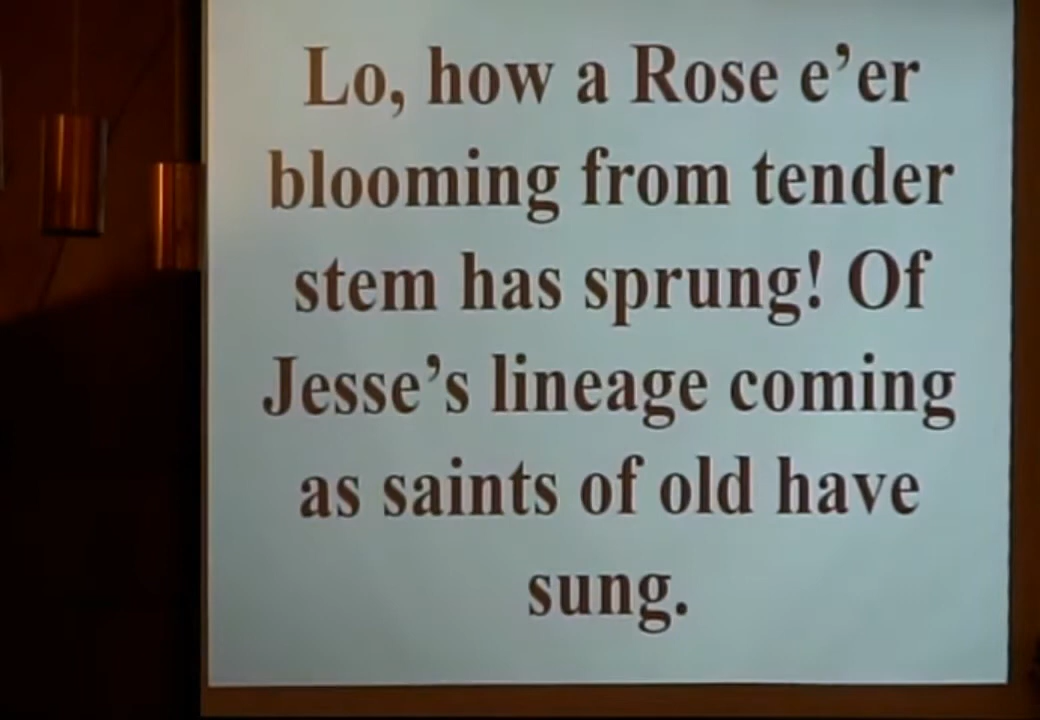 Lo, how a Rose e’er
blooming from tender
stem has sprung! Of
Jesse’s lineage coming
as saints of old have
sung.